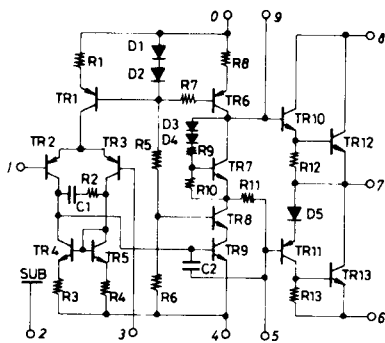 0 9
D1
8
R1 D2 R8
R7
TR1 TR6 TR10
TR12
D3
TR2 TR3 R5 D4
R9 R12
1 TR7
R2 R10 R11 7
C1
D5
TR8
TR4 TR5 TR9 TR11
C2 TR13
SUB
R3 R4 R6 R13
2 3 4 5 6